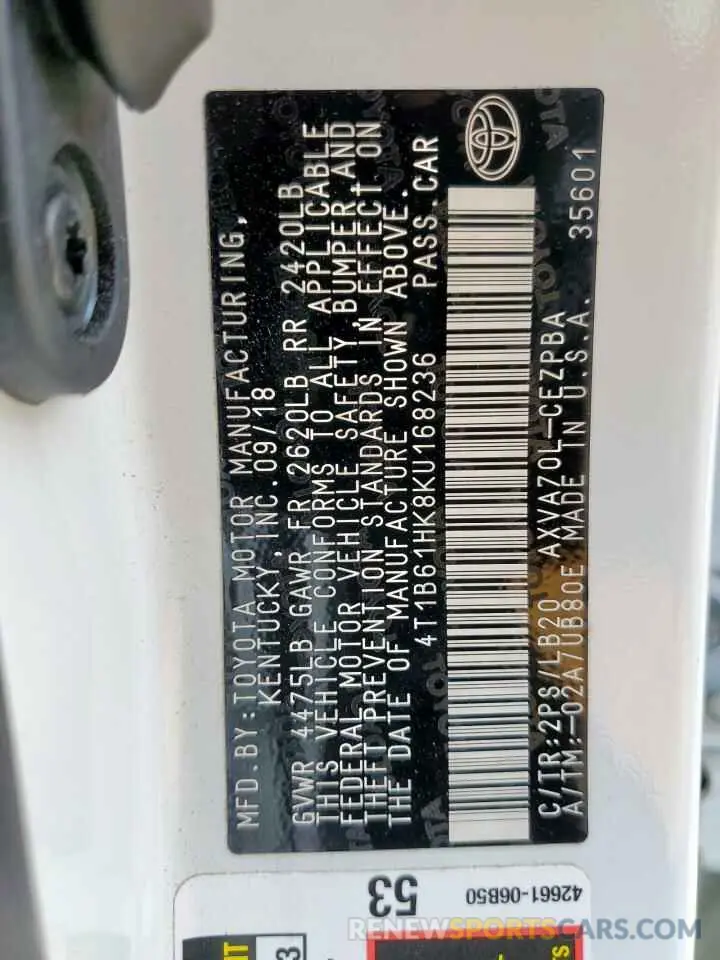 MFD.BY:TOYOTA MOTOR MANUFACTURING,
KENTUCKY,INC.09/18
GVWR 4475LB GAWR FR 2620LB RR 2420LB
THIS VEHICLE CONFORMS TO ALL APPLICABLE
FEDERAL MOTOR VEHICLE SAFETY, BUMPER, AND
THEFT PREVENTION STANDARDS IN EFFECT ON
THE DATE OF MANUFACTURE SHOWN ABOVE.
4T1B61HK8KU168236 PASS.CAR
C/TR:2PS/LB20 AXVA70L-CEZPBA
A/TM:-02A/UB80E MADE IN U.S.A. 35601
53
42661-06B50
RENEWSPORTSCARS.COM